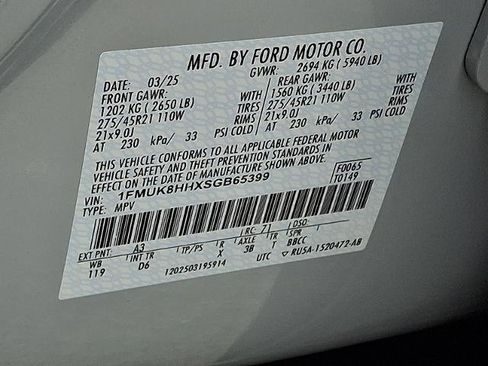 MFD. BY FORD MOTOR CO.
DATE: 03/25 GVWR: 2694 KG ( 5940 LB)
FRONT GAWR: REAR GAWR:
1202 KG ( 2650 LB) WITH 1560 KG ( 3440 LB) WITH
275/45R21 110W TIRES 275/45R21 110W TIRES
21x9.0J RIMS 21x9.0J RIMS
AT 230 kPa/ 33 PSI COLD AT 230 kPa/ 33 PSI COLD
THIS VEHICLE CONFORMS TO ALL APPLICABLE FEDERAL MOTOR
VEHICLE SAFETY AND THEFT PREVENTION STANDARDS IN EFFECT
ON THE DATE OF MANUFACTURE SHOWN ABOVE.
VIN: 1FMUK8HHXSGB65399 F0065
TYPE: MPV T0149
EXT PNT: A3 RC: 71 DSO:
WB INT TR TP/PS R AXLE TR SPR
119 D6 X 3B T BBCC
1202503195914 UTC RU5A-1520472-AB